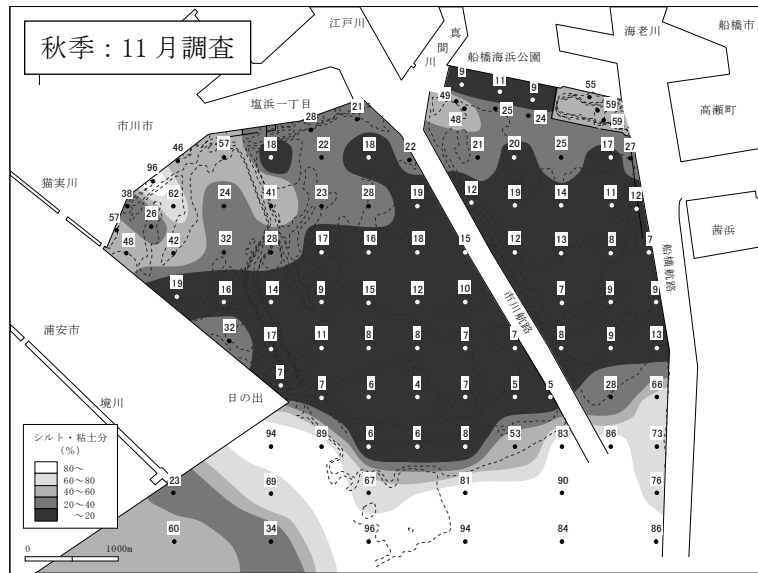 秋季：11月調査
江戸川
真間川
船橋海浜公園
海老川
船橋市
高瀬町
塩浜一丁目
市川市
猫実川
茜浜
船橋航路
市川航路
浦安市
境川
日の出
9 11 9 55
49 25 24 59
48 59
28 21
46 57 18 22 18 22 21 20 25 17 27
96
38 62 24 41 23 28 19 12 19 14 11 12
26
57
48 42 32 28 17 16 18 15 12 13 8 7
19 16 14 9 15 12 10 7 9 9
32 17 11 8 8 7 7 8 9 13
7 7 6 4 7 5 5 28 66
94 89 6 6 8 53 83 86 73
23 69 67 81 90 76
60 34 96 94 84 86
シルト・粘土分
(%)
80～
60～80
40～60
20～40
～20
0 1000m